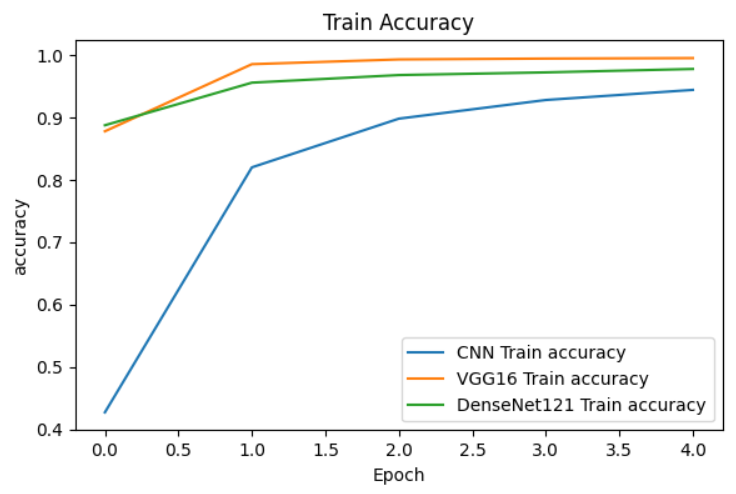 Train Accuracy
1.0
0.9
0.8
0.7
0.6
0.5
0.4
accuracy
CNN Train accuracy
VGG16 Train accuracy
DenseNet121 Train accuracy
0.0 0.5 1.0 1.5 2.0 2.5 3.0 3.5 4.0
Epoch